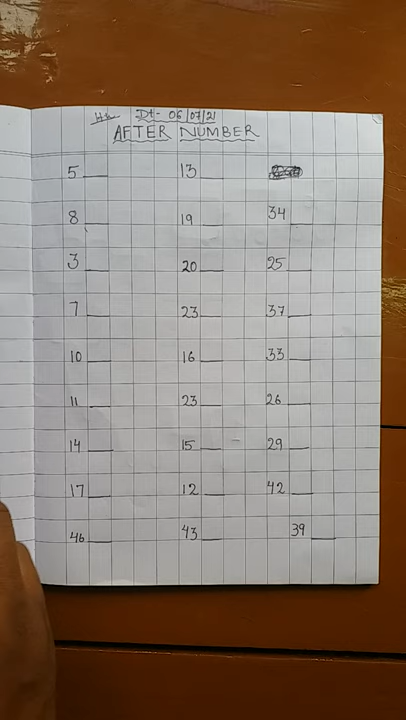 H.W Dt- 06/07/21
AFTER NUMBER
5 __ 13 __
8 __ 19 __ 34 __
3 __ 20 __ 25 __
7 __ 23 __ 37 __
10 __ 16 __ 33 __
11 __ 23 __ 26 __
14 __ 15 __ 29 __
17 __ 12 __ 42 __
46 __ 43 __ 39 __